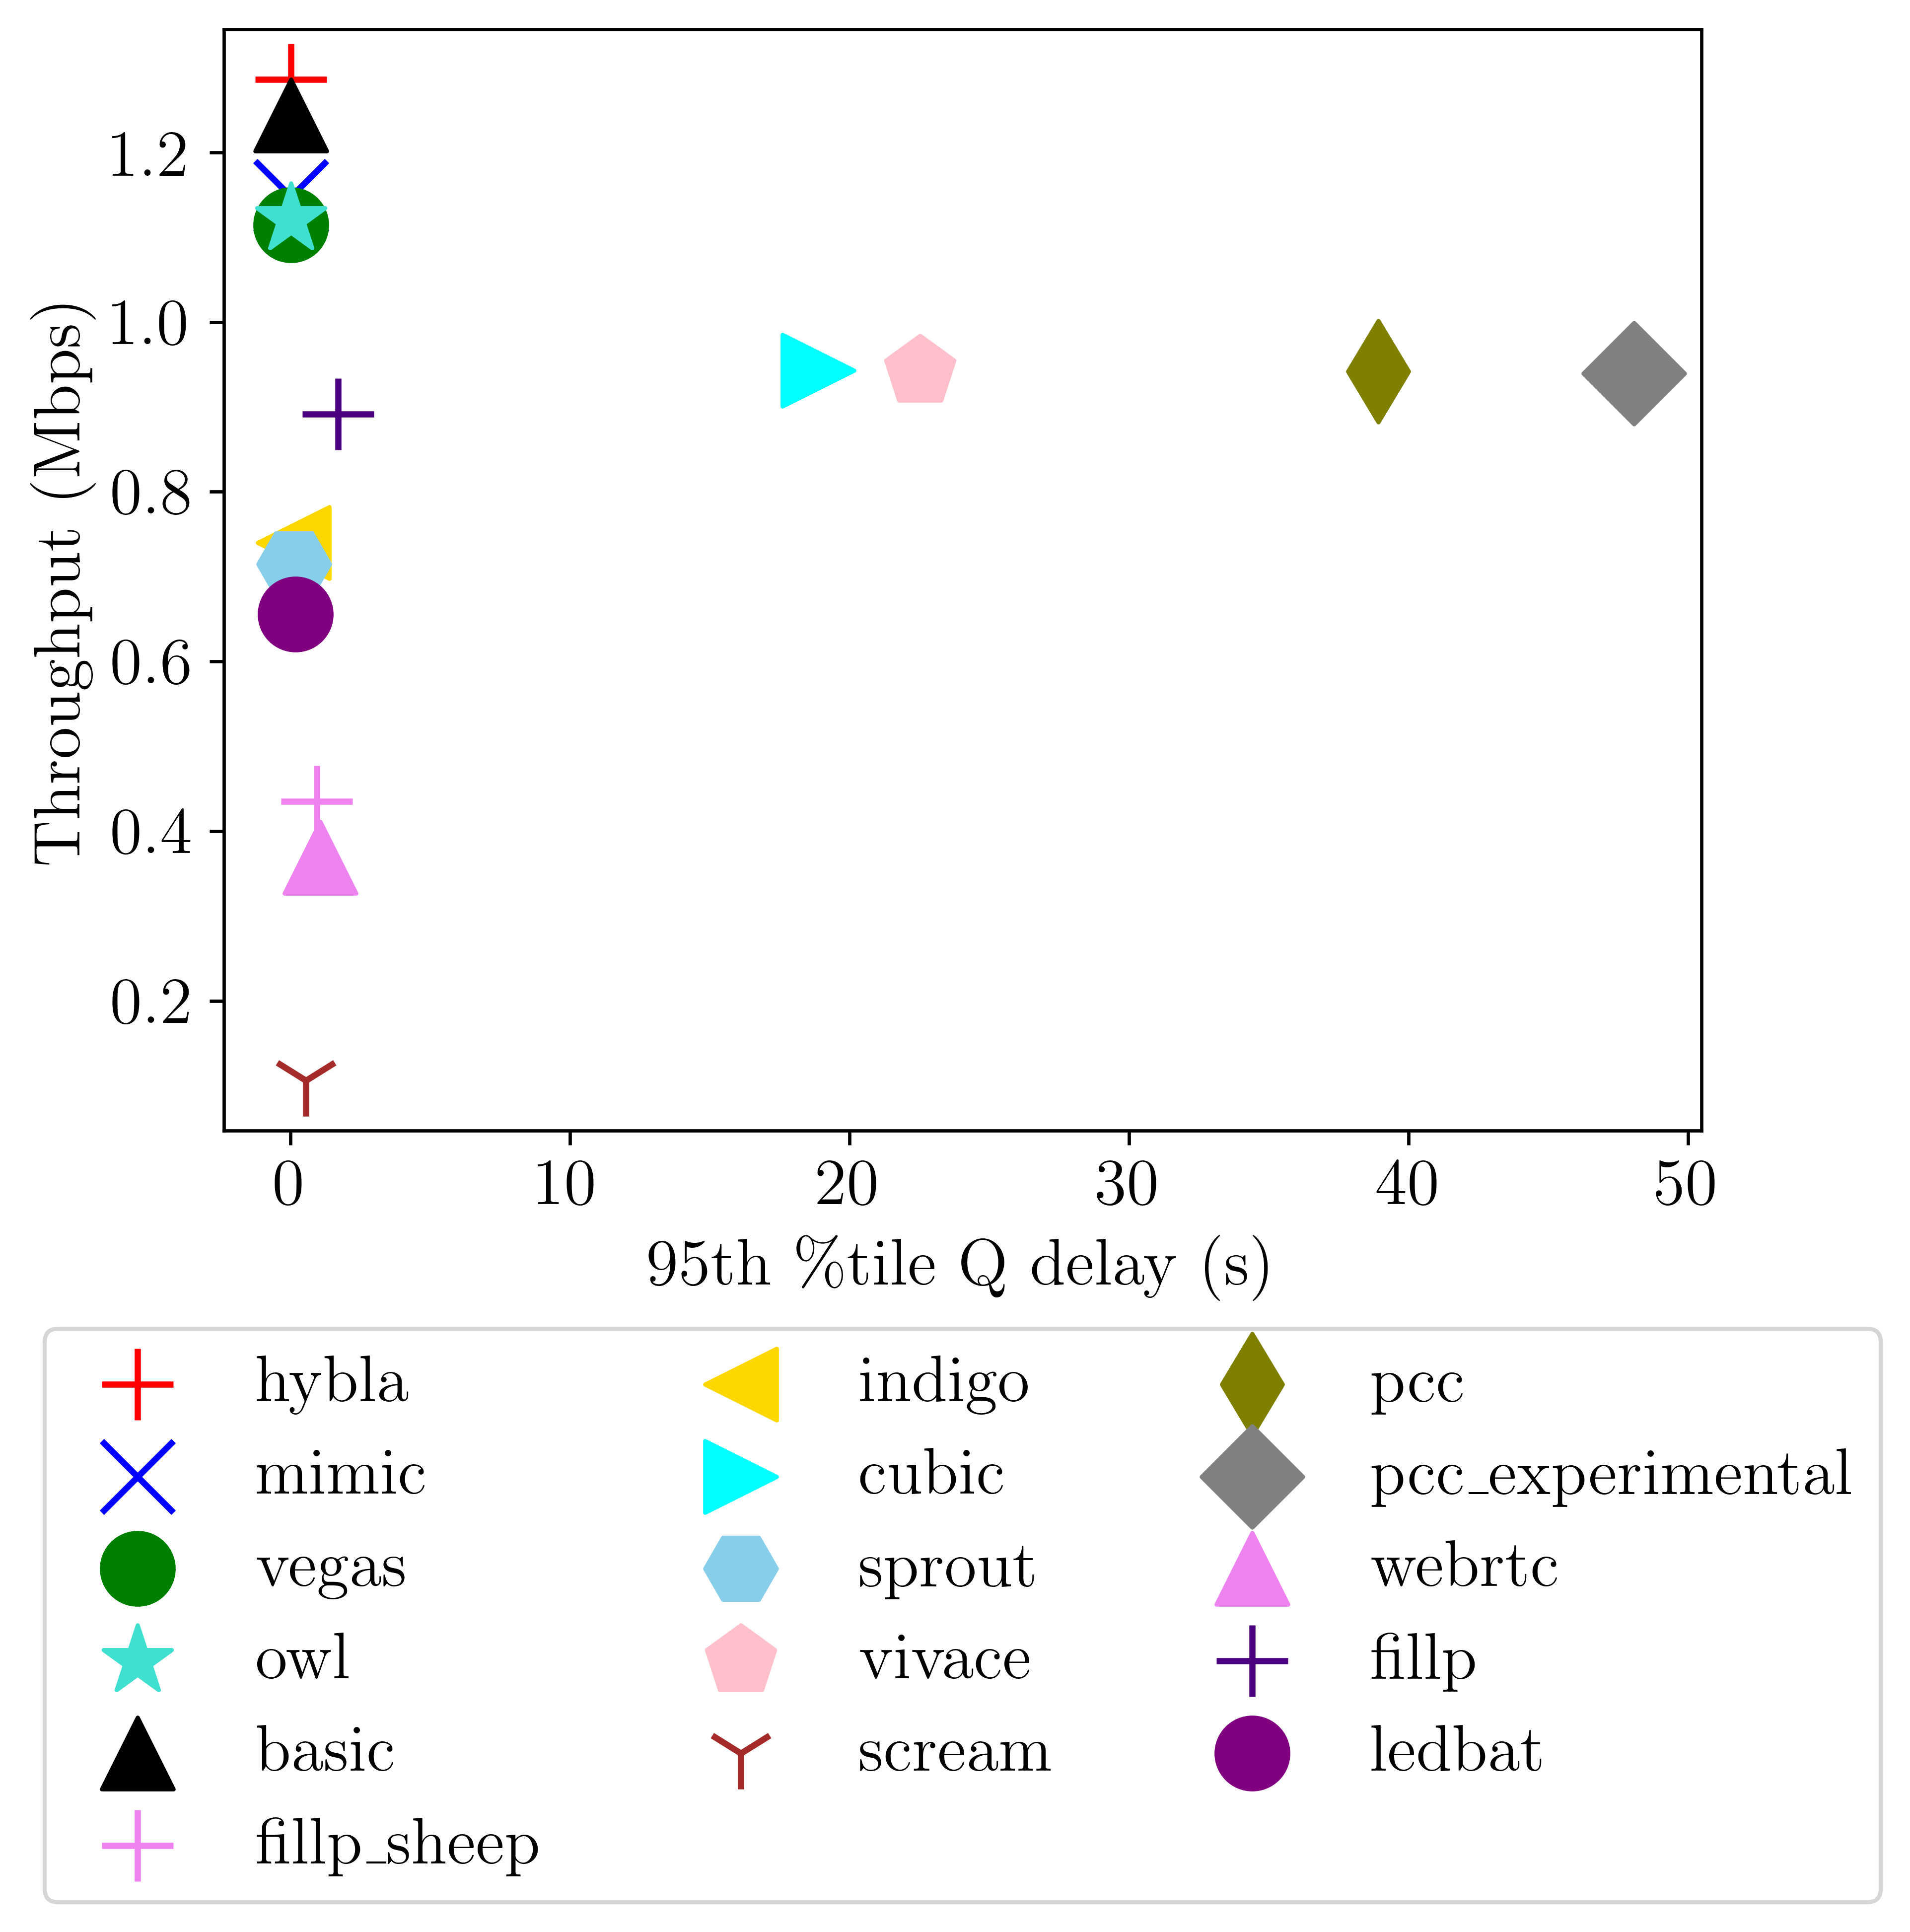 Throughput (Mbps)
1.2
1.0
0.8
0.6
0.4
0.2
0 10 20 30 40 50
95th %tile Q delay (s)
hybla indigo pcc
mimic cubic pcc_experimental
vegas sprout webrtc
owl vivace fillp
basic scream ledbat
fillp_sheep